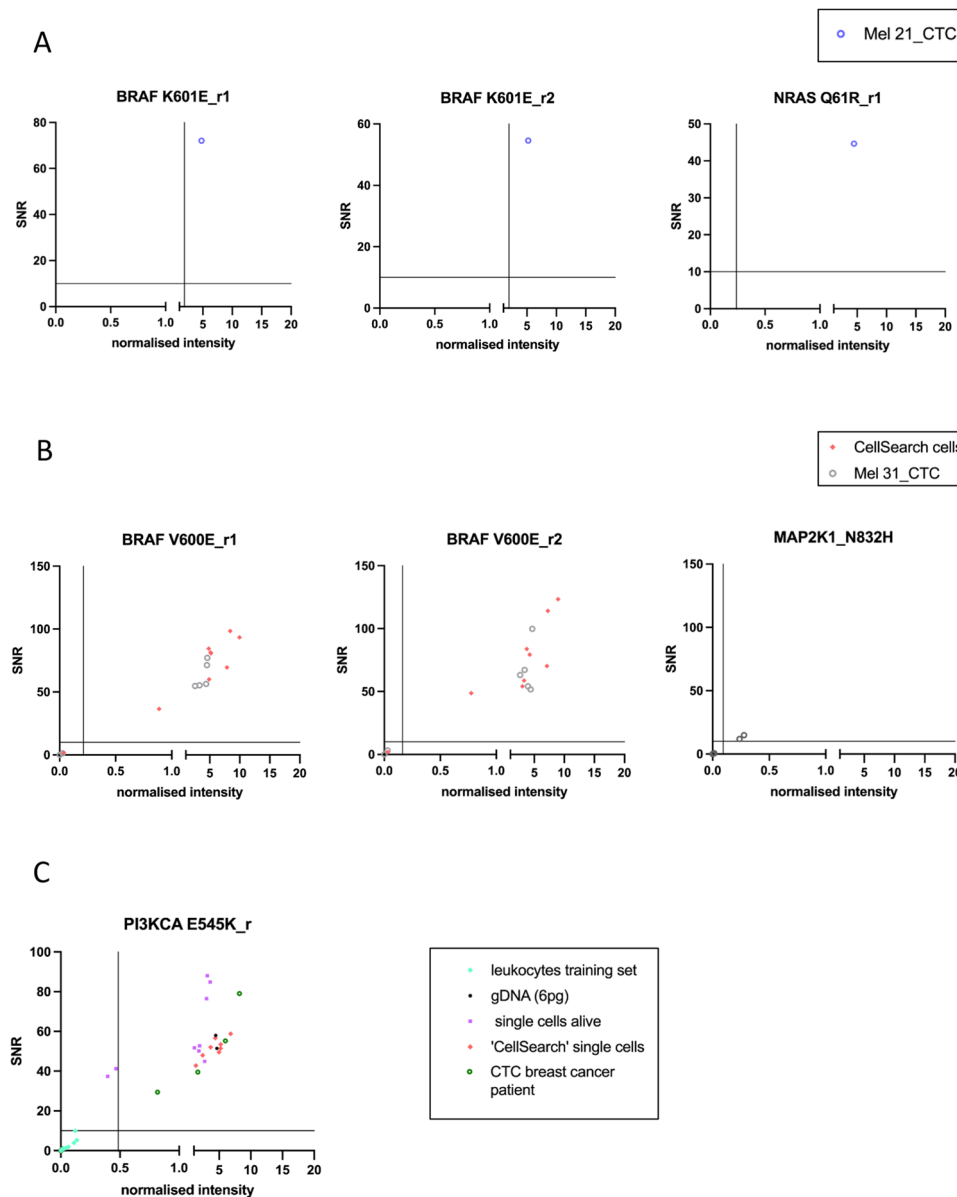 A
Mel 21_CTC
BRAF K601E_r1
BRAF K601E_r2
NRAS Q61R_r1
SNR
80
60
40
20
0
0.0 0.5 1.0 5 10 15 20
normalised intensity
SNR
60
40
20
0
0.0 0.5 1.0 5 10 15 20
normalised intensity
SNR
50
40
30
20
10
0
0.0 0.5 1.0 5 10 15 20
normalised intensity
B
CellSearch cells
Mel 31_CTC
BRAF V600E_r1
BRAF V600E_r2
MAP2K1_N832H
SNR
150
100
50
0
0.0 0.5 1.0 5 10 15 20
normalised intensity
SNR
150
100
50
0
0.0 0.5 1.0 5 10 15 20
normalised intensity
SNR
150
100
50
0
0.0 0.5 1.0 5 10 15 20
normalised intensity
C
PI3KCA E545K_r
SNR
100
80
60
40
20
0
0.0 0.5 1.0 5 10 15 20
normalised intensity
leukocytes training set
gDNA (6pg)
single cells alive
'CellSearch' single cells
CTC breast cancer
patient